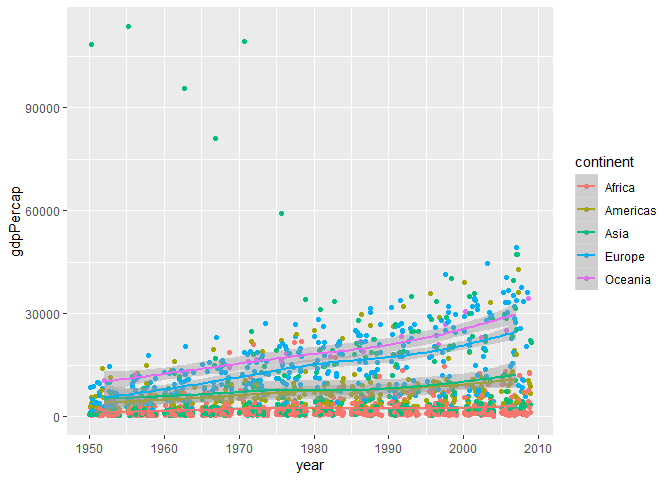 90000
60000
30000
0
gdpPercap
1950
1960
1970
1980
1990
2000
2010
year
continent
Africa
Americas
Asia
Europe
Oceania